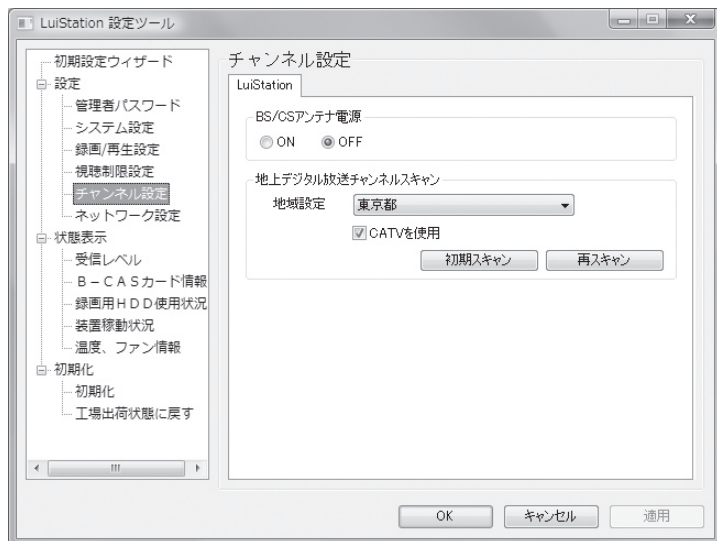 LuiStation 設定ツール
初期設定ウィザード
設定
管理者パスワード
システム設定
録画/再生設定
視聴制限設定
チャンネル設定
ネットワーク設定
状態表示
受信レベル
B－CASカード情報
録画用HDD使用状況
装置稼動状況
温度、ファン情報
初期化
初期化
工場出荷状態に戻す
チャンネル設定
LuiStation
BS/CSアンテナ電源
ON OFF
地上デジタル放送チャンネルスキャン
地域設定 東京都
CATVを使用
初期スキャン 再スキャン
OK キャンセル 適用